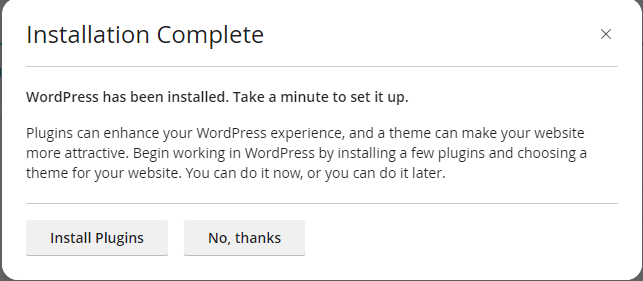 Installation Complete
WordPress has been installed. Take a minute to set it up.
Plugins can enhance your WordPress experience, and a theme can make your website
more attractive. Begin working in WordPress by installing a few plugins and choosing a
theme for your website. You can do it now, or you can do it later.
Install Plugins
No, thanks